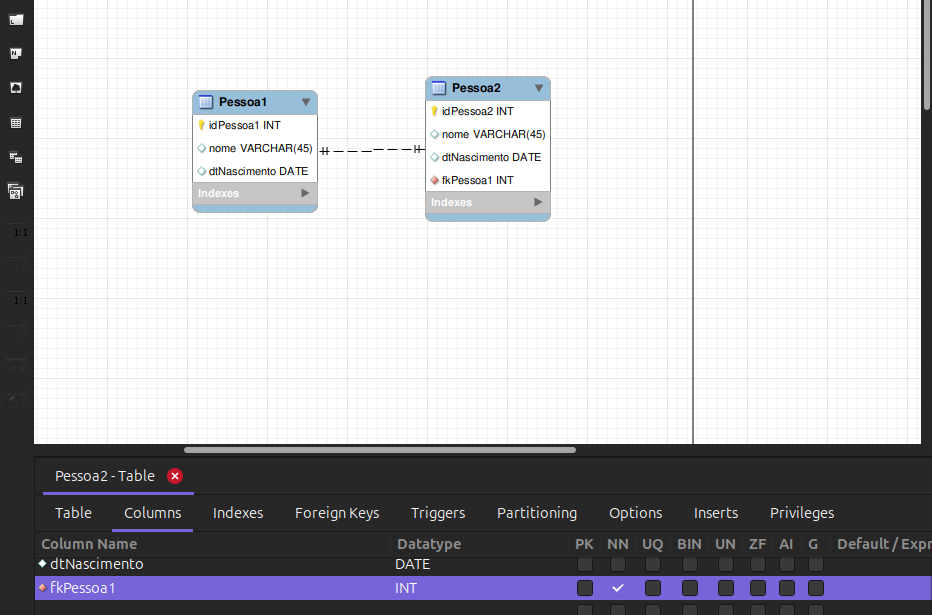 Pessoa1
idPessoa1 INT
nome VARCHAR(45)
dtNascimento DATE
Indexes
Pessoa2
idPessoa2 INT
nome VARCHAR(45)
dtNascimento DATE
fkPessoa1 INT
Indexes
1:1
1:1
n:m
Pessoa2 - Table
Table Columns Indexes Foreign Keys Triggers Partitioning Options Inserts Privileges
Column Name Datatype PK NN UQ BIN UN ZF AI G Default / Expr
dtNascimento DATE
fkPessoa1 INT